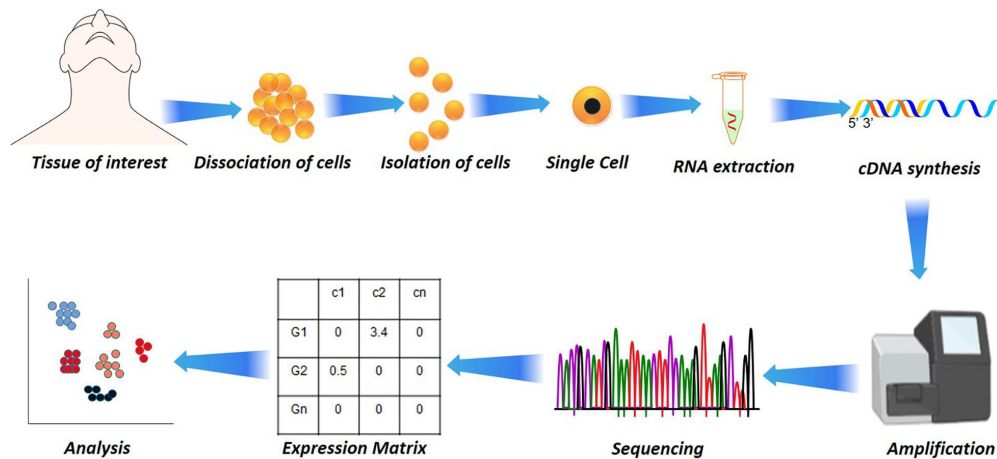 5' 3'
Tissue of interest
Dissociation of cells
Isolation of cells
Single Cell
RNA extraction
cDNA synthesis
c1 c2 cn
G1 0 3.4 0
G2 0.5 0 0
Gn 0 0 0
Analysis
Expression Matrix
Sequencing
Amplification